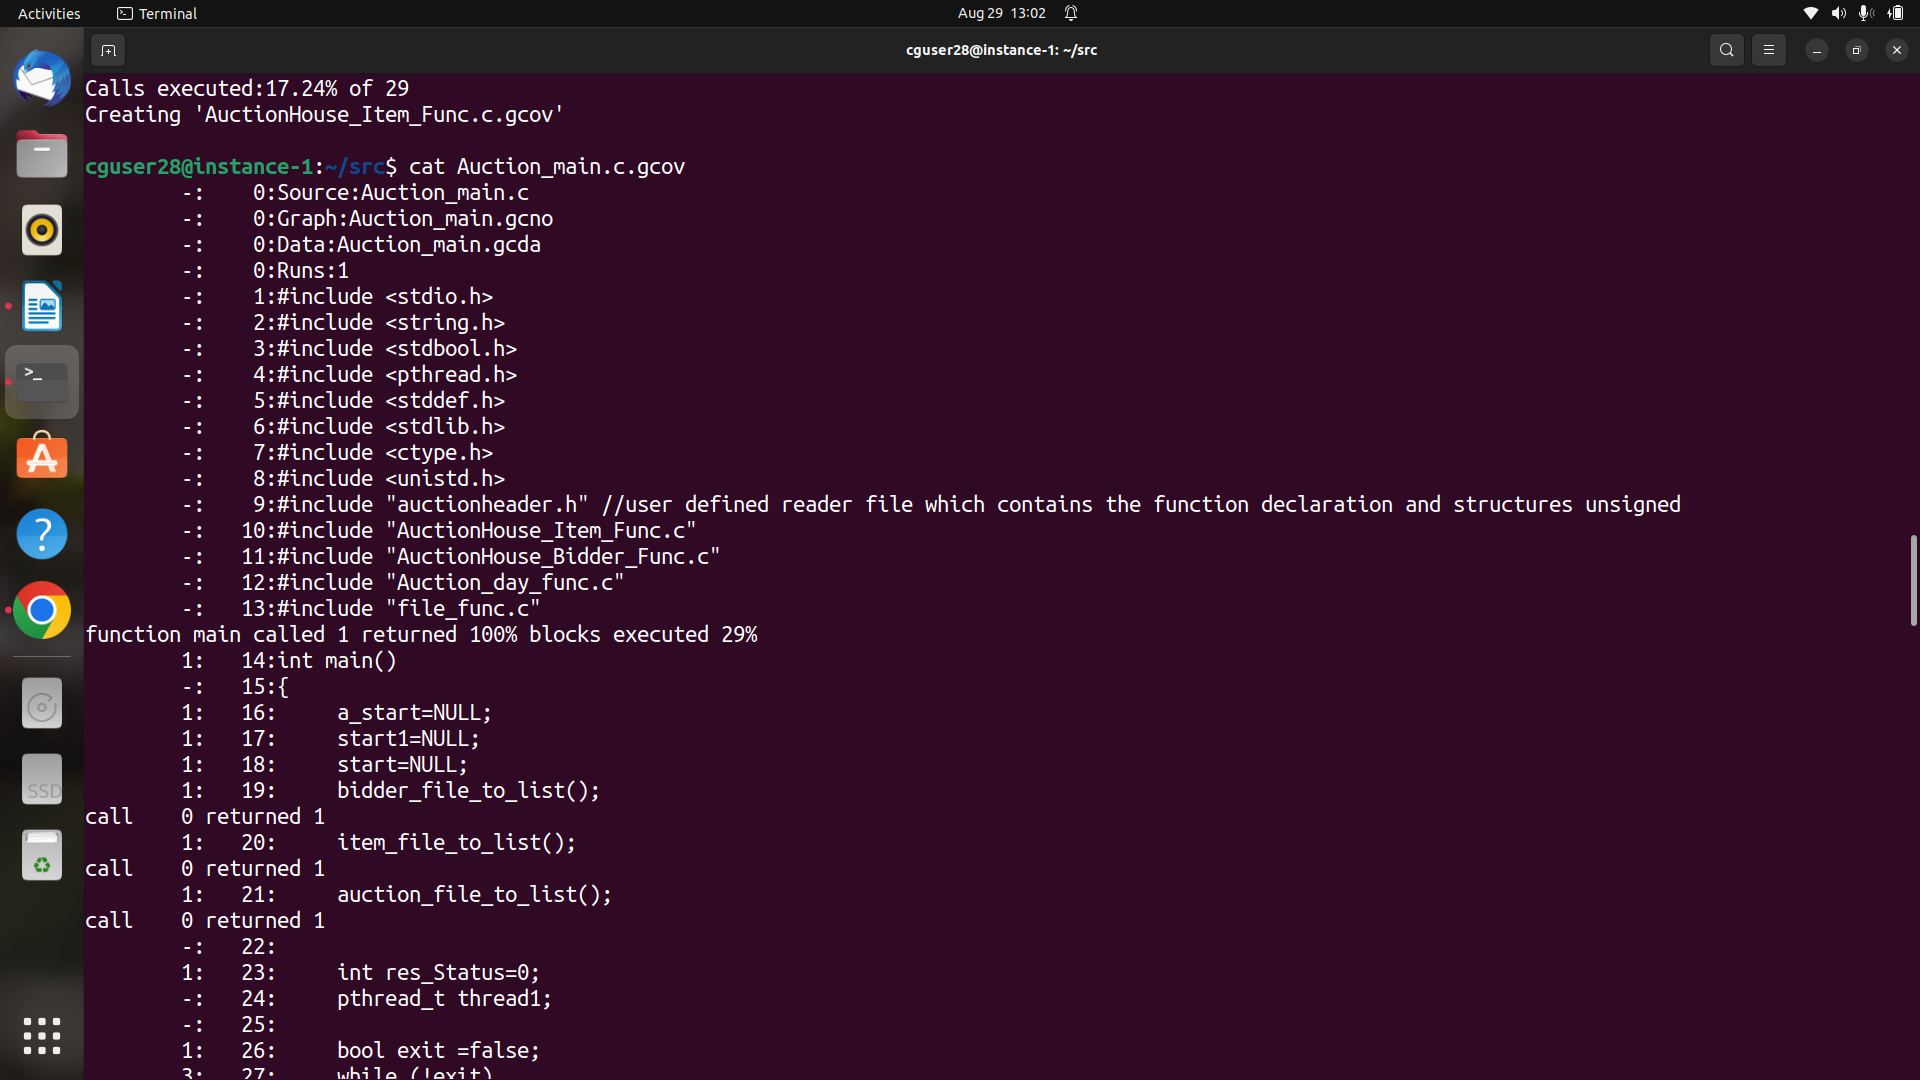 Activities
Terminal
Aug 29 13:02
cguser28@instance-1: ~/src
Calls executed:17.24% of 29
Creating 'AuctionHouse_Item_Func.c.gcov'
cguser28@instance-1:~/src$ cat Auction_main.c.gcov
-: 0:Source:Auction_main.c
-: 0:Graph:Auction_main.gcno
-: 0:Data:Auction_main.gcda
-: 0:Runs:1
-: 1:#include <stdio.h>
-: 2:#include <string.h>
-: 3:#include <stdbool.h>
-: 4:#include <pthread.h>
-: 5:#include <stddef.h>
-: 6:#include <stdlib.h>
-: 7:#include <ctype.h>
-: 8:#include <unistd.h>
-: 9:#include "auctionheader.h" //user defined reader file which contains the function declaration and structures unsigned
-: 10:#include "AuctionHouse_Item_Func.c"
-: 11:#include "AuctionHouse_Bidder_Func.c"
-: 12:#include "Auction_day_func.c"
-: 13:#include "file_func.c"
function main called 1 returned 100% blocks executed 29%
1: 14:int main()
-: 15:{
1: 16: a_start=NULL;
1: 17: start1=NULL;
1: 18: start=NULL;
1: 19: bidder_file_to_list();
call 0 returned 1
1: 20: item_file_to_list();
call 0 returned 1
1: 21: auction_file_to_list();
call 0 returned 1
-: 22:
1: 23: int res_Status=0;
-: 24: pthread_t thread1;
-: 25:
1: 26: bool exit =false;
3: 27: while (!exit)
SSD